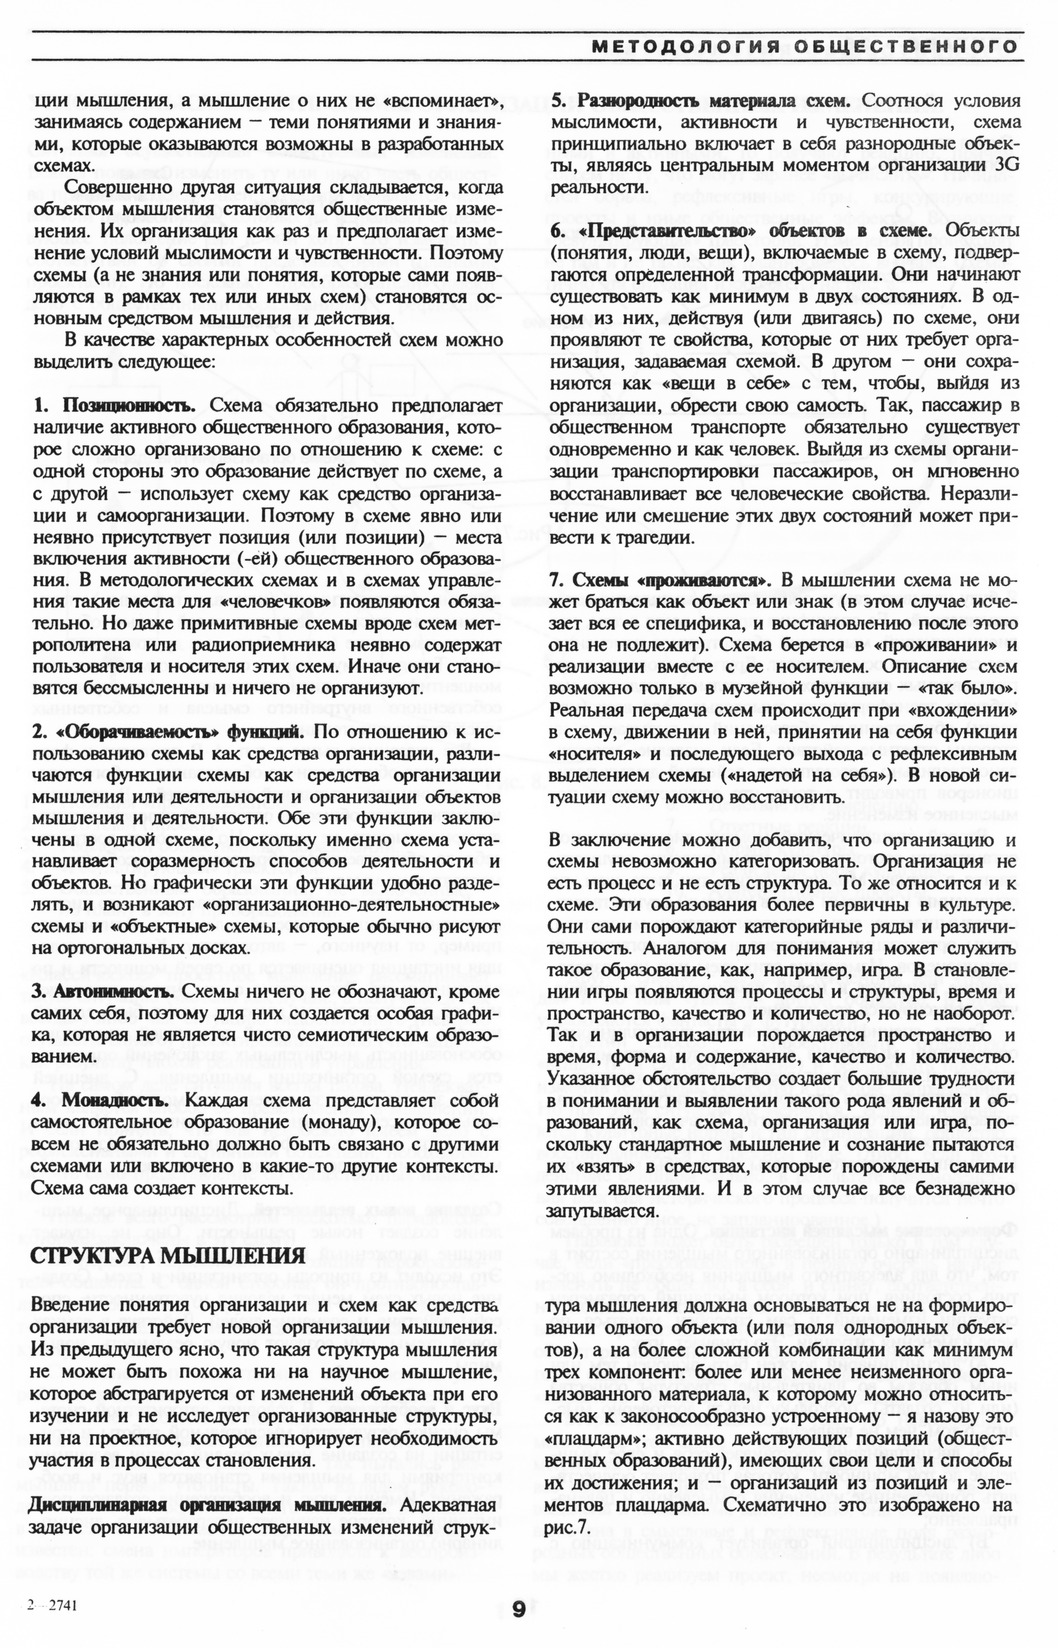 МЕТОДОЛОГИЯ ОБЩЕСТВЕННОГО
ции мышления, а мышление о них не «вспоминает»,
занимаясь содержанием — теми понятиями и знания-
ми, которые оказываются возможны в разработанных
схемах.
Совершенно другая ситуация складывается, когда
объектом мышления становятся общественные изме-
нения. Их организация как раз и предполагает изме-
нение условий мыслимости и чувственности. Поэтому
схемы (а не знания или понятия, которые сами появ-
ляются в рамках тех или иных схем) становятся ос-
новным средством мышления и действия.
В качестве характерных особенностей схем можно
выделить следующее:
1. Позиционность. Схема обязательно предполагает
наличие активного общественного образования, кото-
рое сложно организовано по отношению к схеме: с
одной стороны это образование действует по схеме, а
с другой — использует схему как средство организа-
ции и самоорганизации. Поэтому в схеме явно или
неявно присутствует позиция (или позиции) — места
включения активности (-ей) общественного образова-
ния. В методологических схемах и в схемах управле-
ния такие места для «человечков» появляются обяза-
тельно. Но даже примитивные схемы вроде схем мет-
рополитена или радиоприемника неявно содержат
пользователя и носителя этих схем. Иначе они стано-
вятся бессмысленны и ничего не организуют.
2. «Оборачиваемость» функций. По отношению к ис-
пользованию схемы как средства организации, разли-
чаются функции схемы как средства организации
мышления или деятельности и организации объектов
мышления и деятельности. Обе эти функции заклю-
чены в одной схеме, поскольку именно схема уста-
навливает соразмерность способов деятельности и
объектов. Но графически эти функции удобно разде-
лять, и возникают «организационно-деятельностные»
схемы и «объектные» схемы, которые обычно рисуют
на ортогональных досках.
3. Автонимность. Схемы ничего не обозначают, кроме
самих себя, поэтому для них создается особая графи-
ка, которая не является чисто семиотическим образо-
ванием.
4. Монадность. Каждая схема представляет собой
самостоятельное образование (монаду), которое со-
всем не обязательно должно быть связано с другими
схемами или включено в какие-то другие контексты.
Схема сама создает контексты.
5. Разнородность материала схем. Соотнося условия
мыслимости, активности и чувственности, схема
принципиально включает в себя разнородные объек-
ты, являясь центральным моментом организации 3G
реальности.
6. «Представительство» объектов в схеме. Объекты
(понятия, люди, вещи), включаемые в схему, подвер-
гаются определенной трансформации. Они начинают
существовать как минимум в двух состояниях. В од-
ном из них, действуя (или двигаясь) по схеме, они
проявляют те свойства, которые от них требует орга-
низация, задаваемая схемой. В другом — они сохра-
няются как «вещи в себе» с тем, чтобы, выйдя из
организации, обрести свою самость. Так, пассажир в
общественном транспорте обязательно существует
одновременно и как человек. Выйдя из схемы органи-
зации транспортировки пассажиров, он мгновенно
восстанавливает все человеческие свойства. Неразли-
чение или смешение этих двух состояний может при-
вести к трагедии.
7. Схемы «проживаются». В мышлении схема не мо-
жет браться как объект или знак (в этом случае исче-
зает вся ее специфика, и восстановлению после этого
она не подлежит). Схема берется в «проживании» и
реализации вместе с ее носителем. Описание схем
возможно только в музейной функции — «так было».
Реальная передача схем происходит при «вхождении»
в схему, движении в ней, принятии на себя функции
«носителя» и последующего выхода с рефлексивным
выделением схемы («надетой на себя»). В новой си-
туации схему можно восстановить.
В заключение можно добавить, что организацию и
схемы невозможно категоризовать. Организация не
есть процесс и не есть структура. То же относится и к
схеме. Эти образования более первичны в культуре.
Они сами порождают категорийные ряды и различи-
тельность. Аналогом для понимания может служить
такое образование, как, например, игра. В становле-
нии игры появляются процессы и структуры, время и
пространство, качество и количество, но не наоборот.
Так и в организации порождается пространство и
время, форма и содержание, качество и количество.
Указанное обстоятельство создает большие трудности
в понимании и выявлении такого рода явлений и об-
разований, как схема, организация или игра, по-
скольку стандартное мышление и сознание пытаются
их «взять» в средствах, которые порождены самими
этими явлениями. И в этом случае все безнадежно
запутывается.
СТРУКТУРА МЫШЛЕНИЯ
Введение понятия организации и схем как средства
организации требует новой организации мышления.
Из предыдущего ясно, что такая структура мышления
не может быть похожа ни на научное мышление,
которое абстрагируется от изменений объекта при его
изучении и не исследует организованные структуры,
ни на проектное, которое игнорирует необходимость
участия в процессах становления.
Дисциплинарная организация мышления. Адекватная
задаче организации общественных изменений струк-
тура мышления должна основываться не на формиро-
вании одного объекта (или поля однородных объек-
тов), а на более сложной комбинации как минимум
трех компонент: более или менее неизменного орга-
низованного материала, к которому можно относить-
ся как к законосообразно устроенному — я назову это
«плацдарм»; активно действующих позиций (общест-
венных образований), имеющих свои цели и способы
их достижения; и организаций из позиций и эле-
ментов плацдарма. Схематично это изображено на
рис.7.
2—2741
9